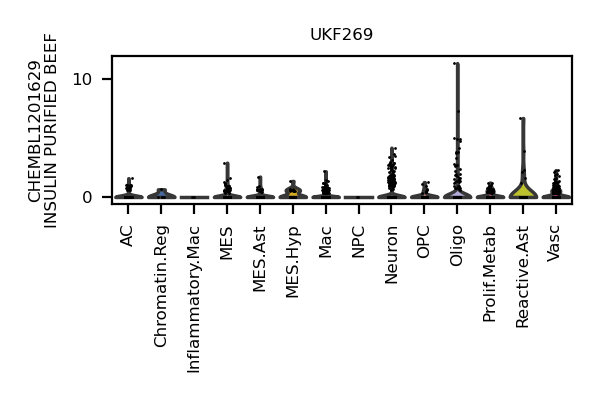 UKF269
CHEMBL1201629
INSULIN PURIFIED BEEF
10
0
AC
Chromatin.Reg
Inflammatory.Mac
MES
MES.Ast
MES.Hyp
Mac
NPC
Neuron
OPC
Oligo
Prolif.Metab
Reactive.Ast
Vasc